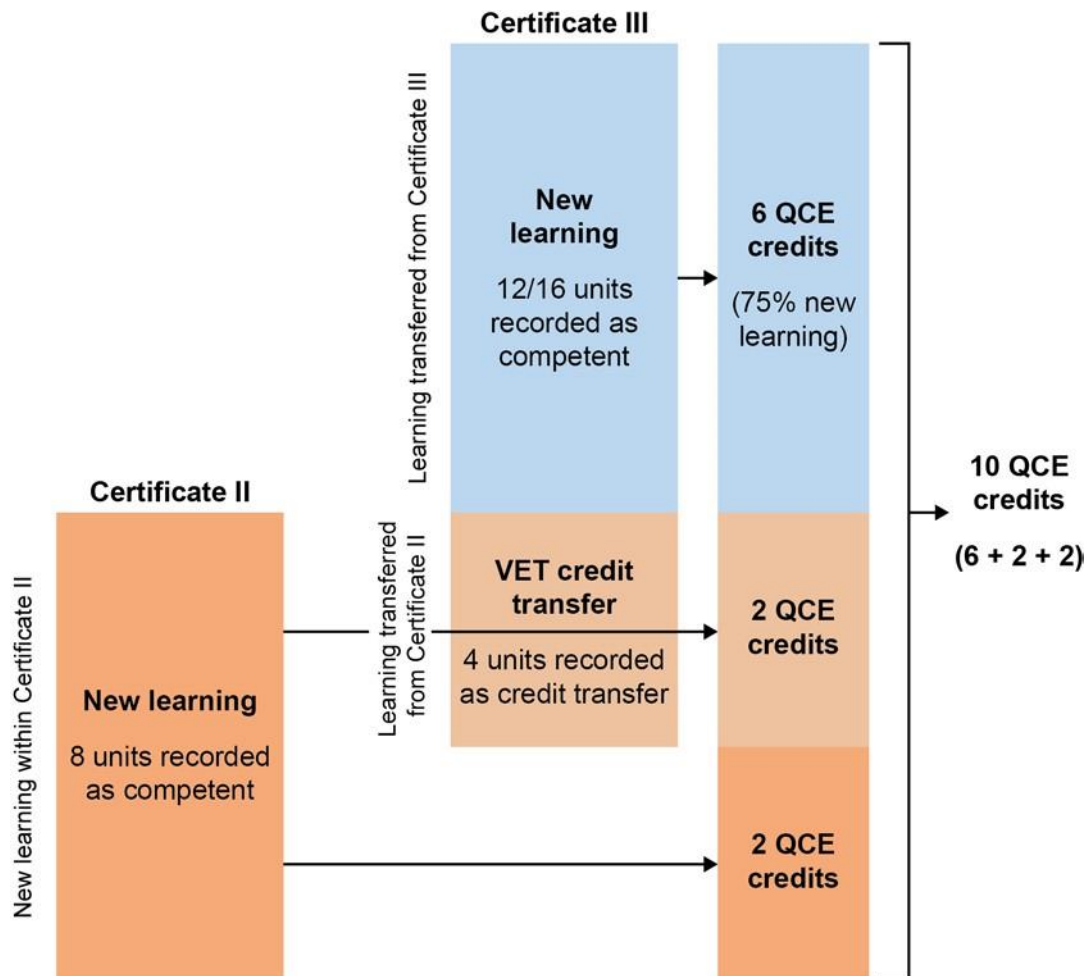 Certificate III
Learning transferred from Certificate III
New
learning
12/16 units
recorded as
competent
6 QCE
credits
(75% new
learning)
10 QCE
credits
(6 + 2 + 2)
Certificate II
New learning within Certificate II
New learning
8 units recorded
as competent
Learning transferred
from Certificate II
VET credit
transfer
4 units recorded
as credit transfer
2 QCE
credits
2 QCE
credits